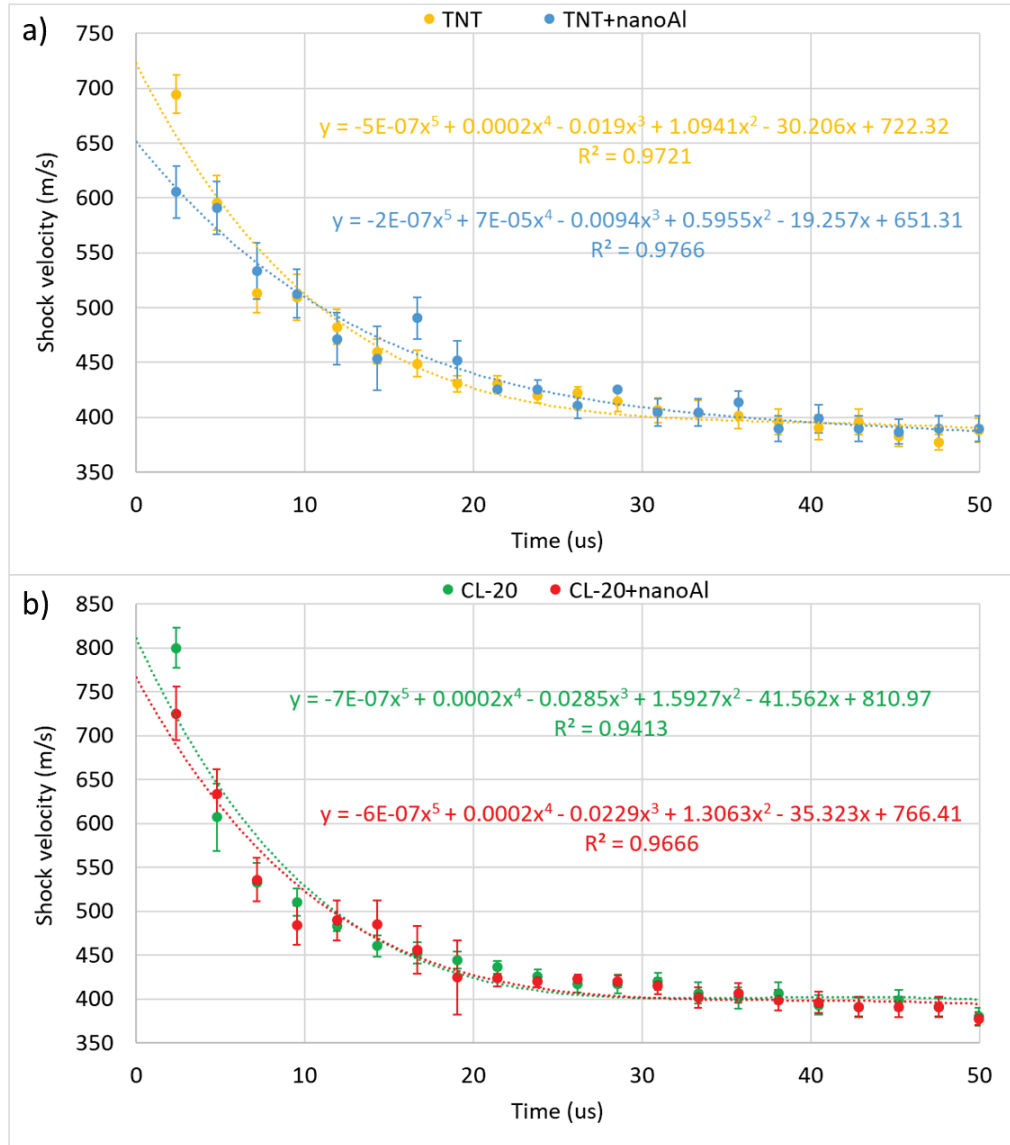 a)
TNT TNT+nanoAl
750
700
650
600
550
500
450
400
350
Shock velocity (m/s)
y = -5E-07x⁵ + 0.0002x⁴ - 0.019x³ + 1.0941x² - 30.206x + 722.32
R² = 0.9721
y = -2E-07x⁵ + 7E-05x⁴ - 0.0094x³ + 0.5955x² - 19.257x + 651.31
R² = 0.9766
0 10 20 30 40 50
Time (us)
b)
CL-20 CL-20+nanoAl
850
800
750
700
650
600
550
500
450
400
350
Shock velocity (m/s)
y = -7E-07x⁵ + 0.0002x⁴ - 0.0285x³ + 1.5927x² - 41.562x + 810.97
R² = 0.9413
y = -6E-07x⁵ + 0.0002x⁴ - 0.0229x³ + 1.3063x² - 35.323x + 766.41
R² = 0.9666
0 10 20 30 40 50
Time (us)